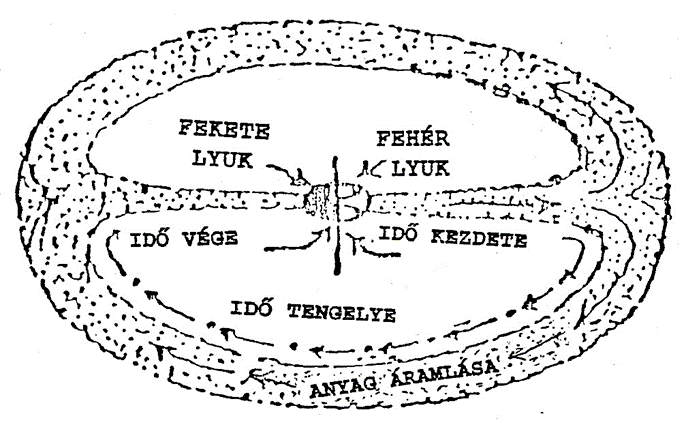 FEKETE
LYUK
FEHÉR
LYUK
IDŐ VÉGE
IDŐ KEZDETE
IDŐ TENGELYE
ANYAG ÁRAMLÁSA